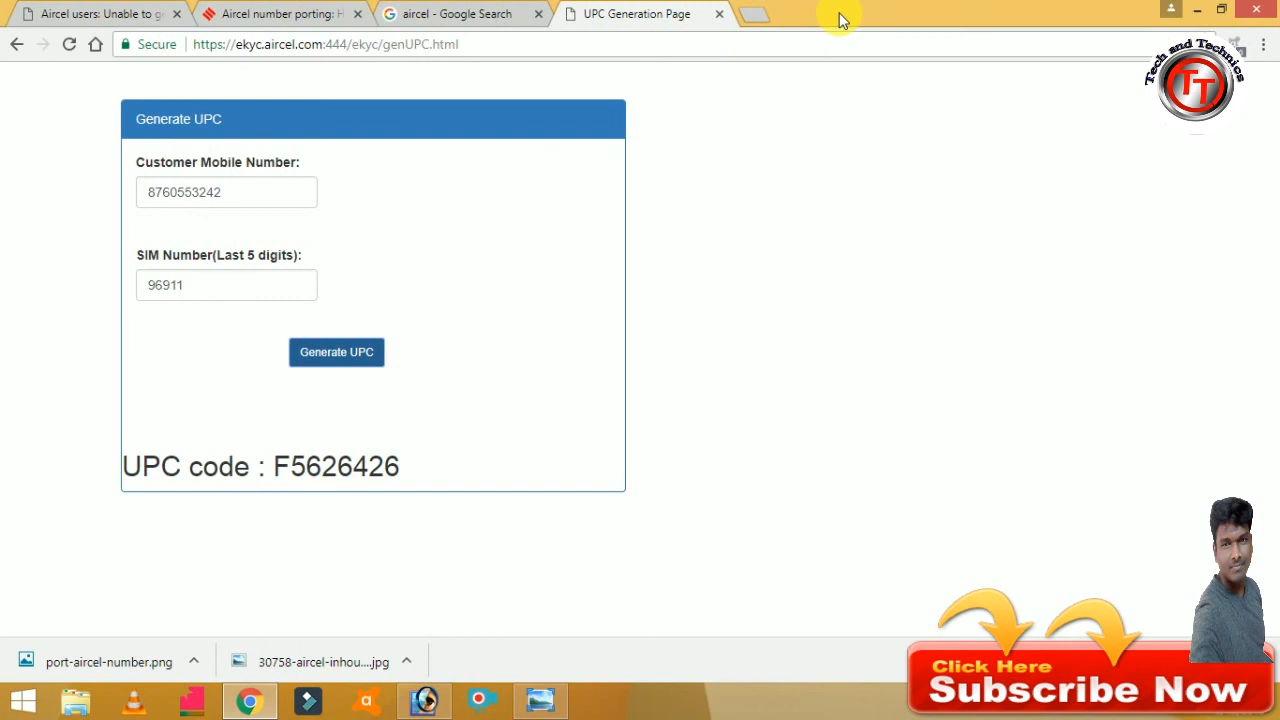 Aircel users: Unable to g
Aircel number porting: H
aircel - Google Search
UPC Generation Page
Secure
https://ekyc.aircel.com:444/ekyc/genUPC.html
Tech and Technics
TT
Generate UPC
Customer Mobile Number:
8760553242
SIM Number(Last 5 digits):
96911
Generate UPC
UPC code : F5626426
port-aircel-number.png
30758-aircel-inhou....jpg
Click Here
Subscribe Now